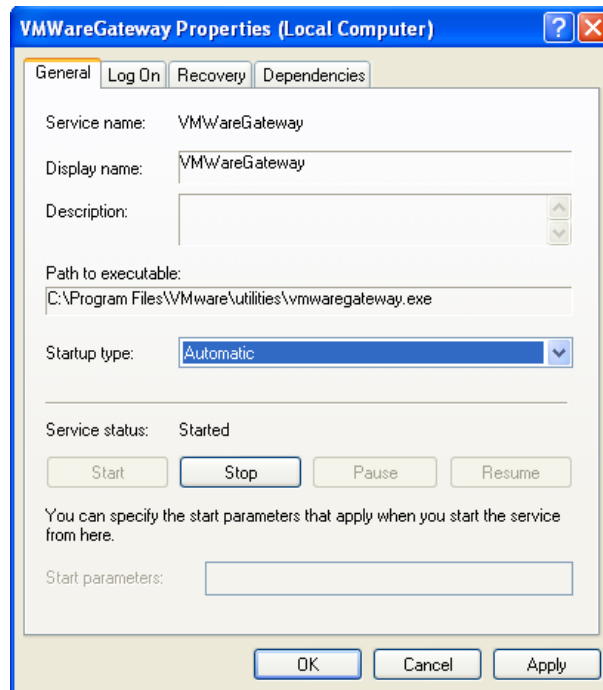 VMWareGateway Properties (Local Computer)
General Log On Recovery Dependencies
Service name: VMWareGateway
Display name: VMWareGateway
Description:
Path to executable:
C:\Program Files\VMware\utilities\vmwaregateway.exe
Startup type: Automatic
Service status: Started
Start Stop Pause Resume
You can specify the start parameters that apply when you start the service
from here.
Start parameters:
OK Cancel Apply